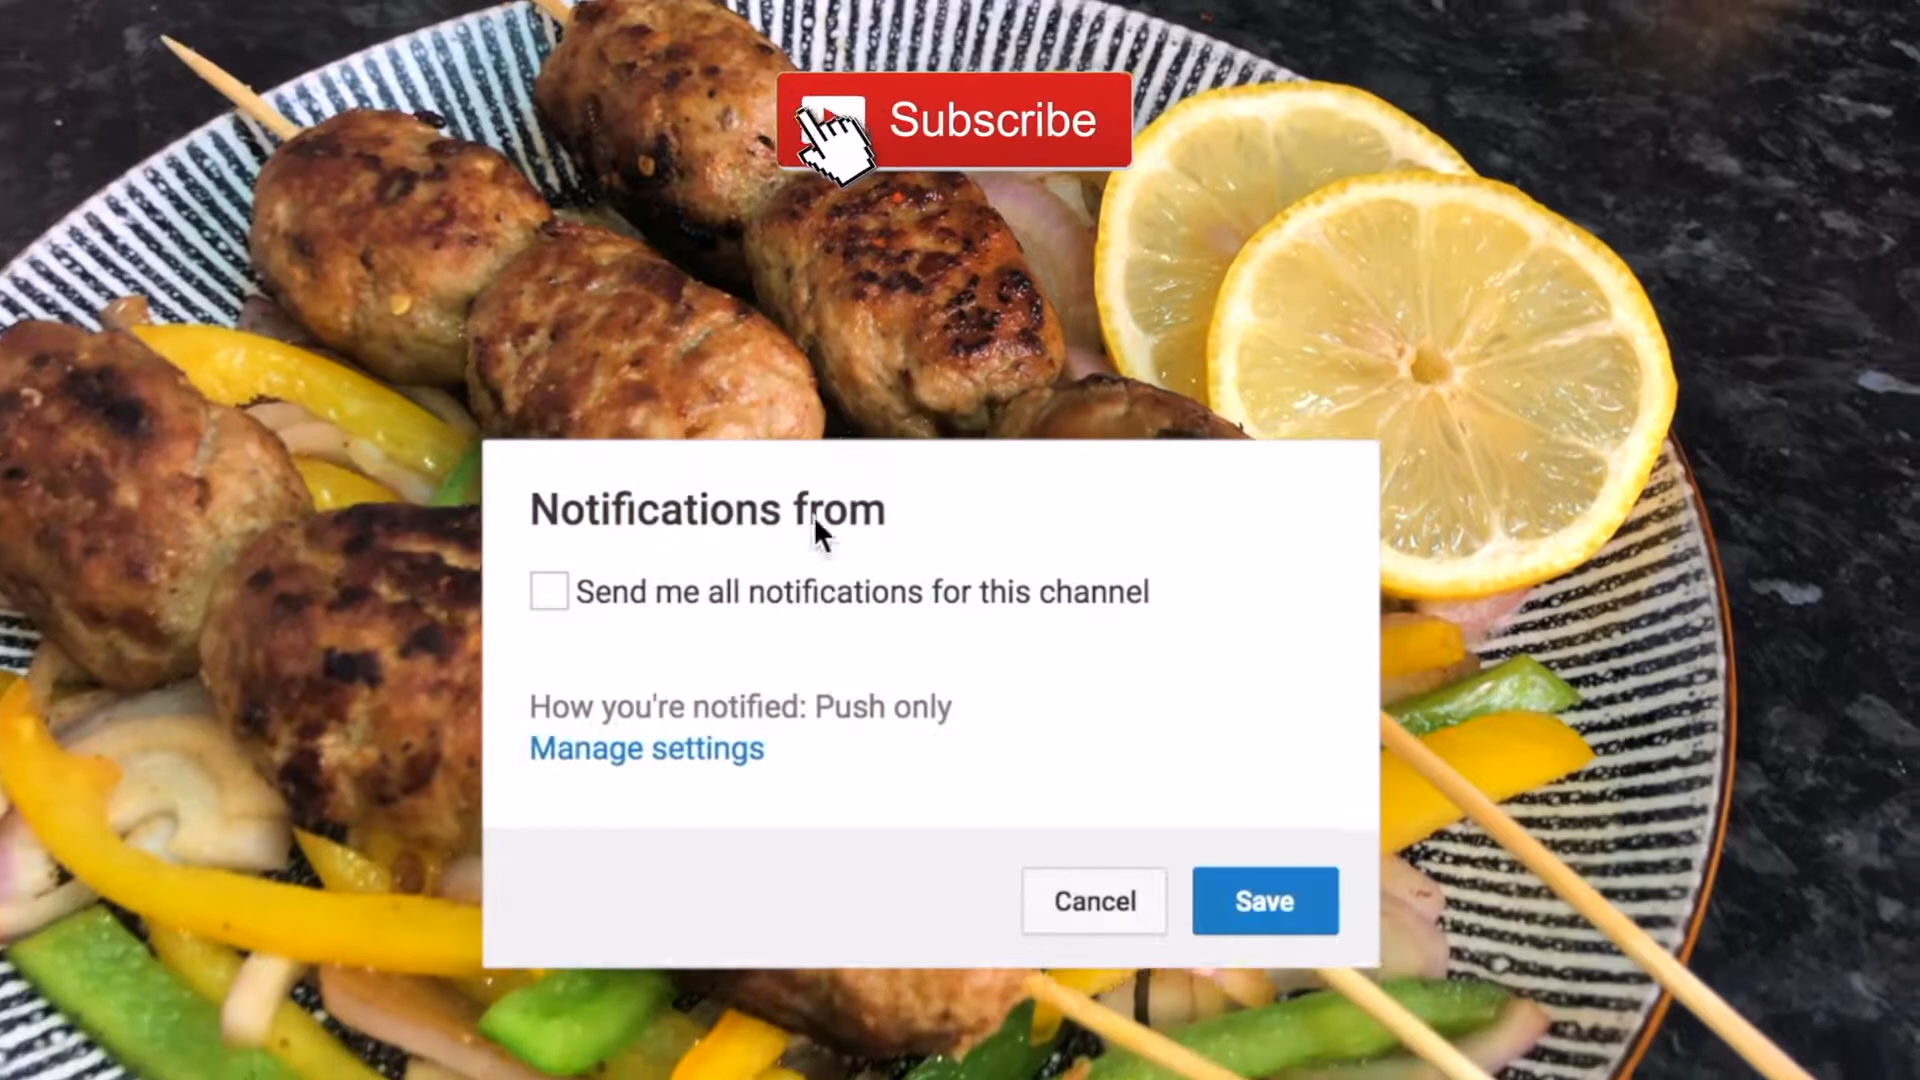 Subscribe
Notifications from
Send me all notifications for this channel
How you're notified: Push only
Manage settings
Cancel
Save